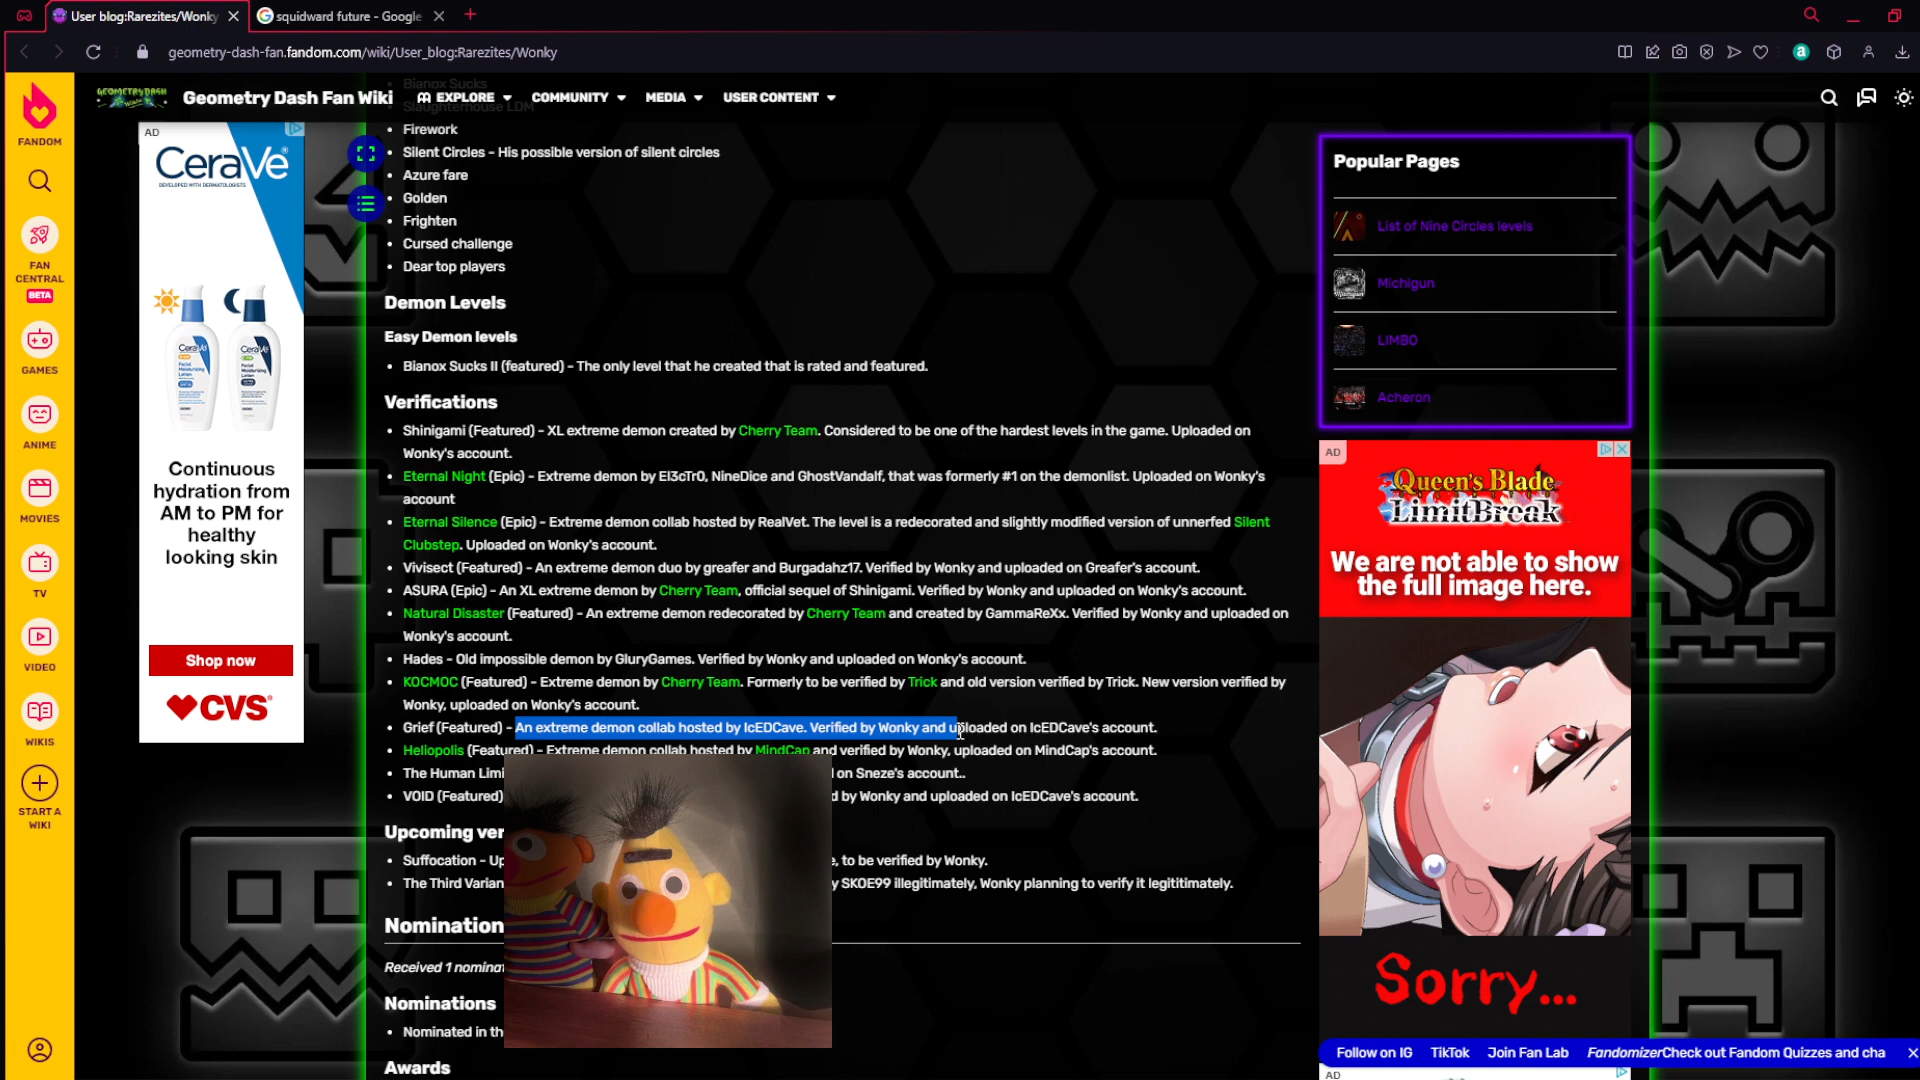 User blog:Rarezites/Wonky
squidward future - Google
geometry-dash-fan.fandom.com/wiki/User_blog:Rarezites/Wonky
FANDOM
FAN
CENTRAL
BETA
GAMES
ANIME
MOVIES
TV
VIDEO
WIKIS
START A
WIKI
GEOMETRY DASH
Geometry Dash Fan Wiki
EXPLORE
COMMUNITY
MEDIA
USER CONTENT
AD
CeraVe
DEVELOPED WITH DERMATOLOGISTS
Continuous
hydration from
AM to PM for
healthy
looking skin
Shop now
CVS
Bianox Sucks
Slaughterhouse LDM
Firework
Silent Circles - His possible version of silent circles
Azure fare
Golden
Frighten
Cursed challenge
Dear top players
Demon Levels
Easy Demon levels
Bianox Sucks II (featured) - The only level that he created that is rated and featured.
Verifications
Shinigami (Featured) - XL extreme demon created by Cherry Team. Considered to be one of the hardest levels in the game. Uploaded on
Wonky's account.
Eternal Night (Epic) - Extreme demon by El3cTr0, NineDice and GhostVandalf, that was formerly #1 on the demonlist. Uploaded on Wonky's
account
Eternal Silence (Epic) - Extreme demon collab hosted by RealVet. The level is a redecorated and slightly modified version of unnerfed Silent
Clubstep. Uploaded on Wonky's account.
Vivisect (Featured) - An extreme demon duo by greafer and Burgadahz17. Verified by Wonky and uploaded on Greafer's account.
ASURA (Epic) - An XL extreme demon by Cherry Team, official sequel of Shinigami. Verified by Wonky and uploaded on Wonky's account.
Natural Disaster (Featured) - An extreme demon redecorated by Cherry Team and created by GammaReXx. Verified by Wonky and uploaded on
Wonky's account.
Hades - Old impossible demon by GluryGames. Verified by Wonky and uploaded on Wonky's account.
KOCMOC (Featured) - Extreme demon by Cherry Team. Formerly to be verified by Trick and old version verified by Trick. New version verified by
Wonky, uploaded on Wonky's account.
Grief (Featured) - An extreme demon collab hosted by IcEDCave. Verified by Wonky and uploaded on IcEDCave's account.
Heliopolis (Featured) - Extreme demon collab hosted by MindCap and verified by Wonky, uploaded on MindCap's account.
The Human Limi on Sneze's account..
VOID (Featured) d by Wonky and uploaded on IcEDCave's account.
Upcoming ver
Suffocation - Up e, to be verified by Wonky.
The Third Varian y SKOE99 illegitimately, Wonky planning to verify it legititimately.
Nomination
Received 1 nominat
Nominations
Nominated in th
Awards
Popular Pages
List of Nine Circles levels
Michigun
LIMBO
Acheron
AD
Queen's Blade
LimitBreak
We are not able to show
the full image here.
Sorry...
Follow on IG
TikTok
Join Fan Lab
FandomizerCheck out Fandom Quizzes and cha
AD